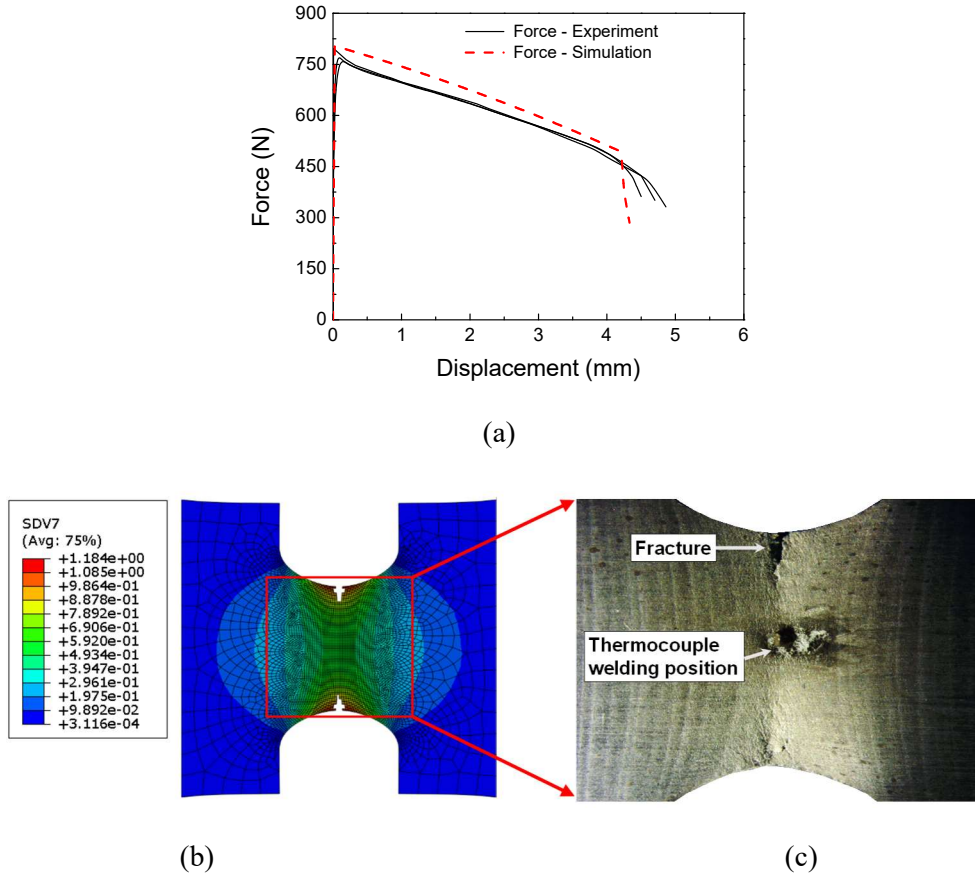 900
750
600
450
300
150
0
Force (N)
Force - Experiment
Force - Simulation
0 1 2 3 4 5 6
Displacement (mm)
(a)
SDV7
(Avg: 75%)
+1.184e+00
+1.085e+00
+9.864e-01
+8.878e-01
+7.892e-01
+6.906e-01
+5.920e-01
+4.934e-01
+3.947e-01
+2.961e-01
+1.975e-01
+9.892e-02
+3.116e-04
Fracture
Thermocouple
welding position
(b)
(c)